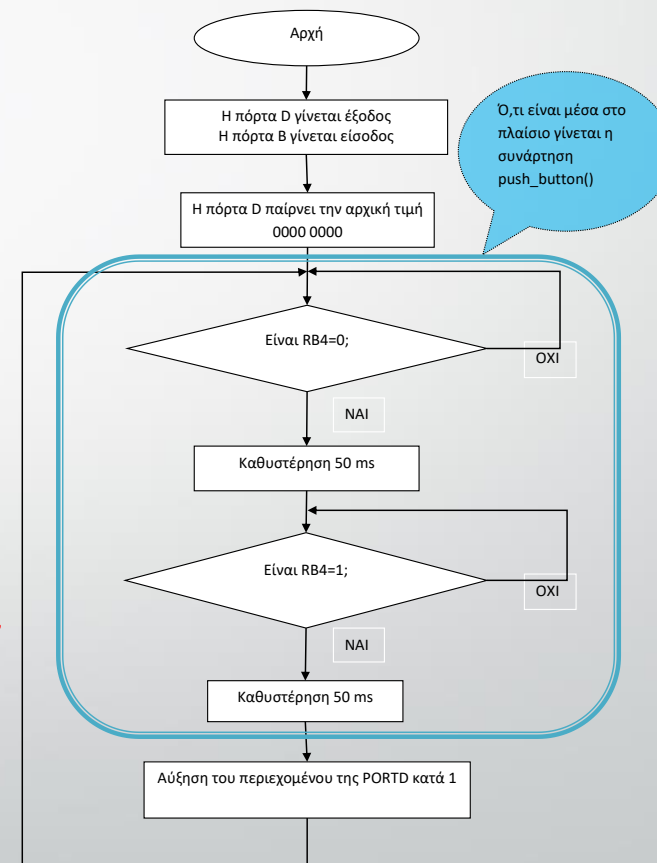 Αρχή
Η πόρτα D γίνεται έξοδος
Η πόρτα Β γίνεται είσοδος
Ό,τι είναι μέσα στο
πλαίσιο γίνεται η
συνάρτηση
push_button()
Η πόρτα D παίρνει την αρχική τιμή
0000 0000
Είναι RB4=0;
ΟΧΙ
ΝΑΙ
Καθυστέρηση 50 ms
Είναι RB4=1;
ΟΧΙ
ΝΑΙ
Καθυστέρηση 50 ms
Αύξηση του περιεχομένου της PORTD κατά 1